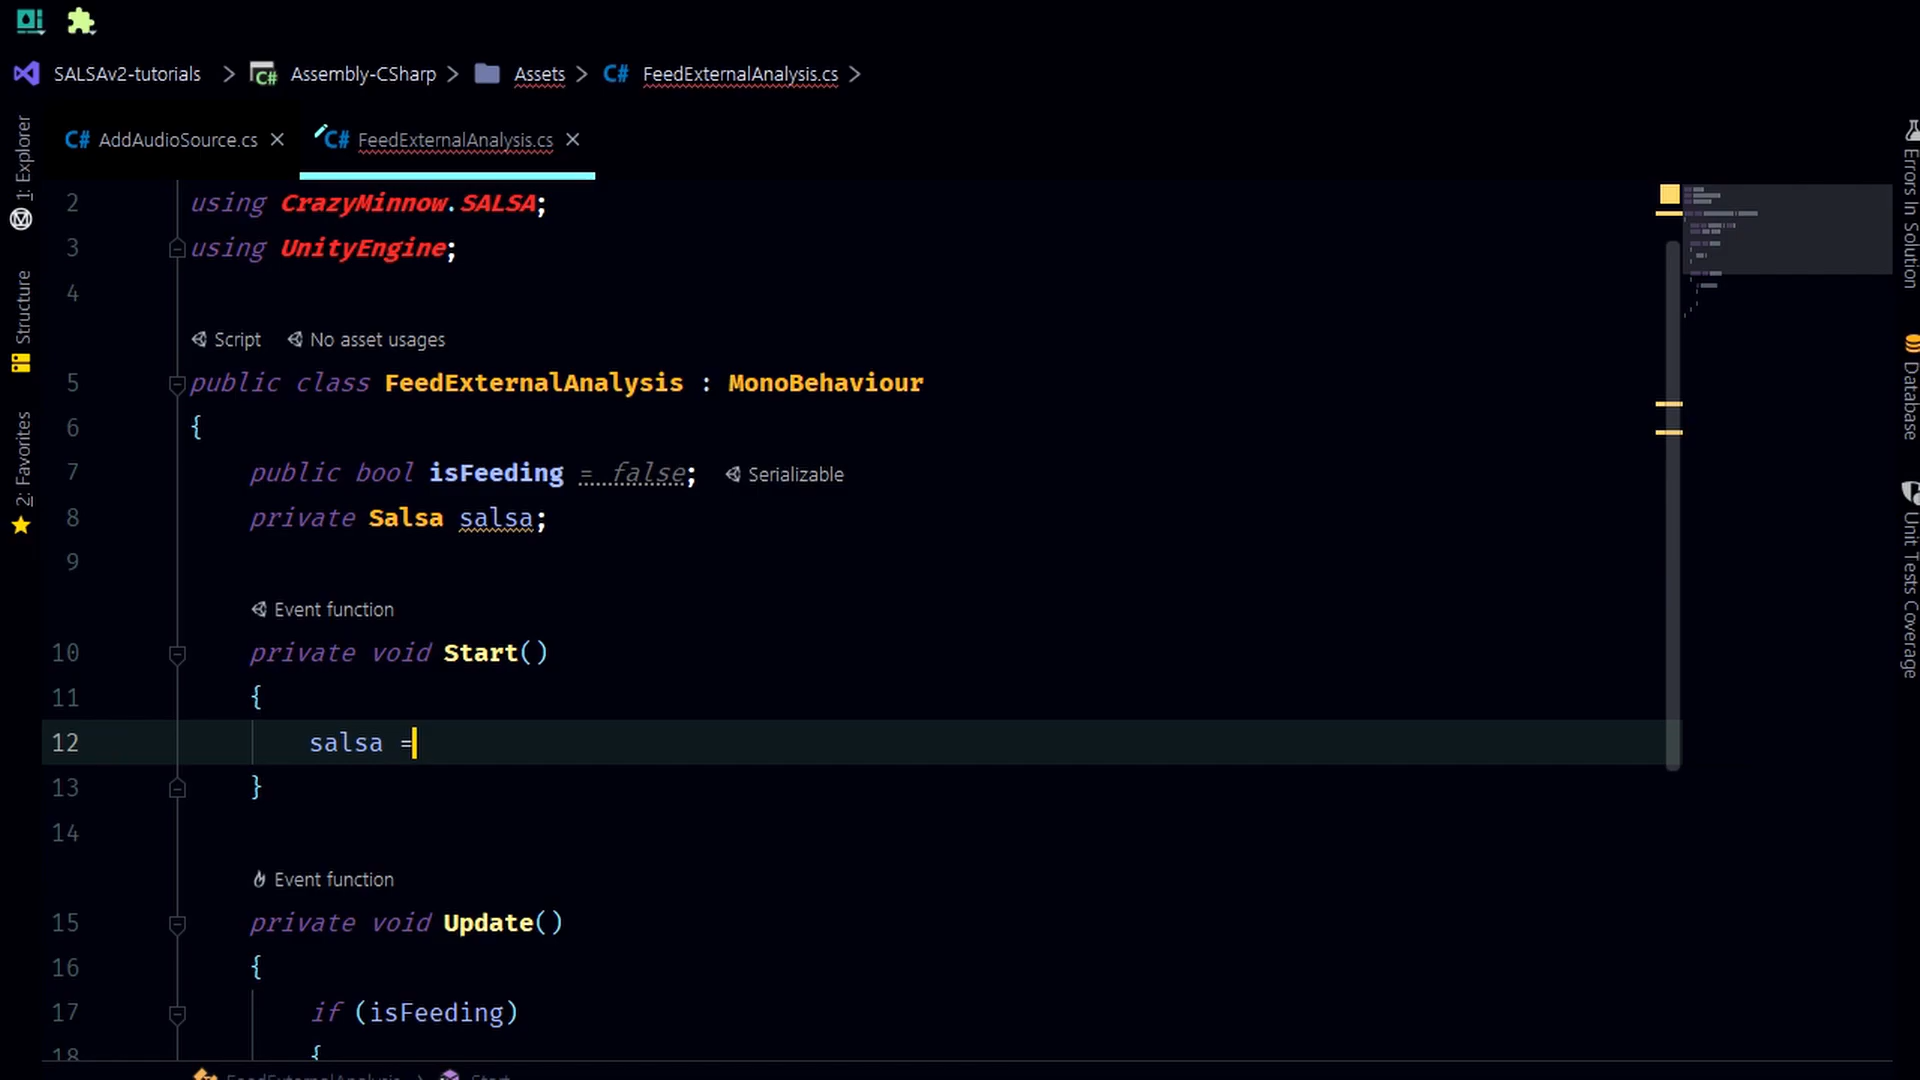 SALSAv2-tutorials > C# Assembly-CSharp > Assets > C# FeedExternalAnalysis.cs >
C# AddAudioSource.cs × C# FeedExternalAnalysis.cs ×
1: Explorer
Structure
2: Favorites
2 using CrazyMinnow.SALSA;
3 using UnityEngine;
4
Script No asset usages
5 public class FeedExternalAnalysis : MonoBehaviour
6 {
7 public bool isFeeding = false; Serializable
8 private Salsa salsa;
9
Event function
10 private void Start()
11 {
12 salsa =
13 }
14
Event function
15 private void Update()
16 {
17 if (isFeeding)
18 {
FeedExternalAnalysis > Start
Errors In Solution
Database
Unit Tests Coverage